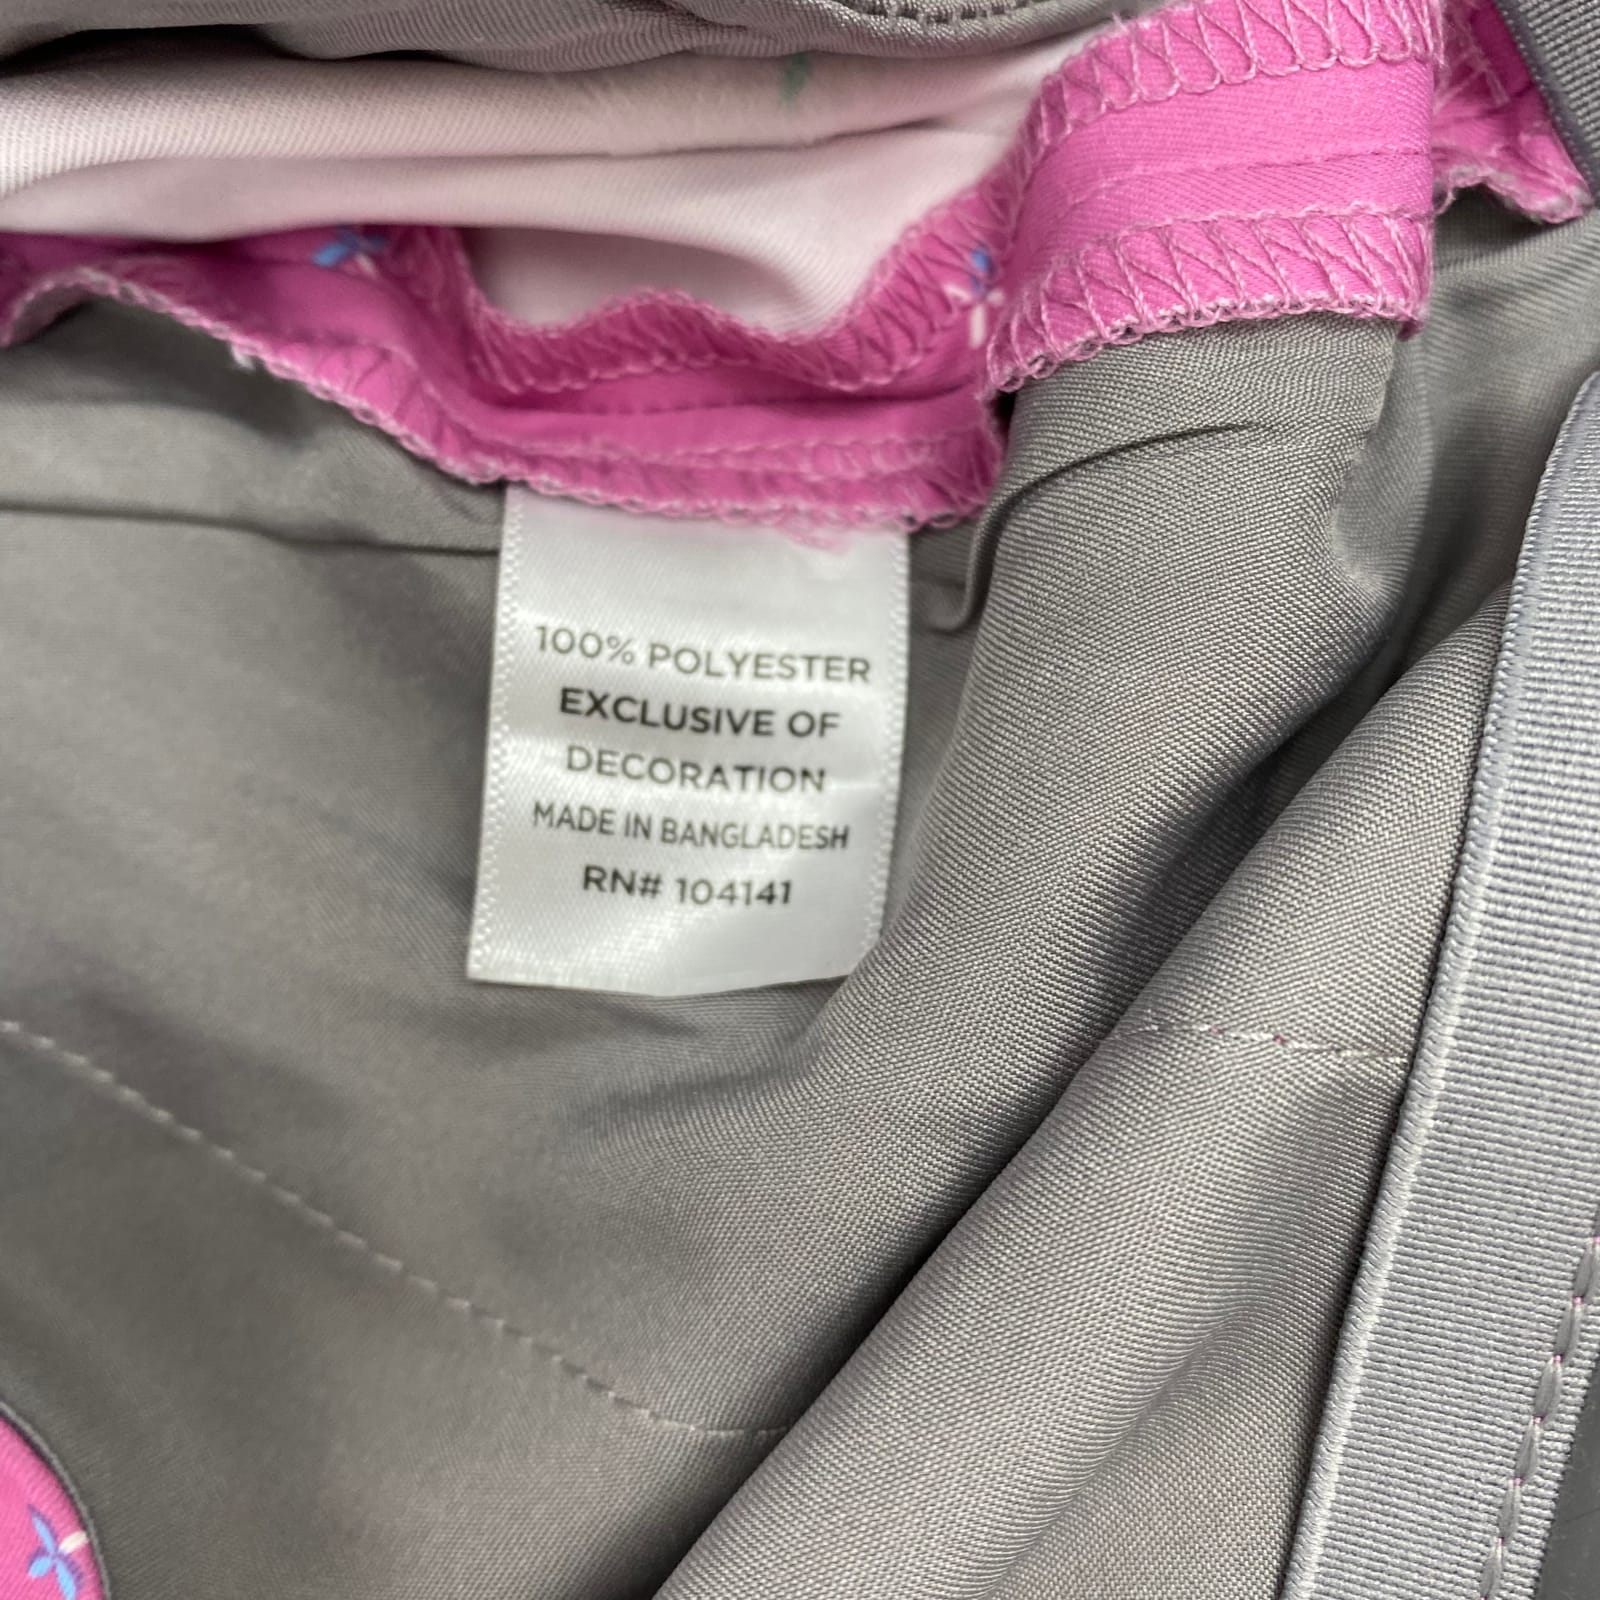 100% POLYESTER
EXCLUSIVE OF
DECORATION
MADE IN BANGLADESH
RN# 104141